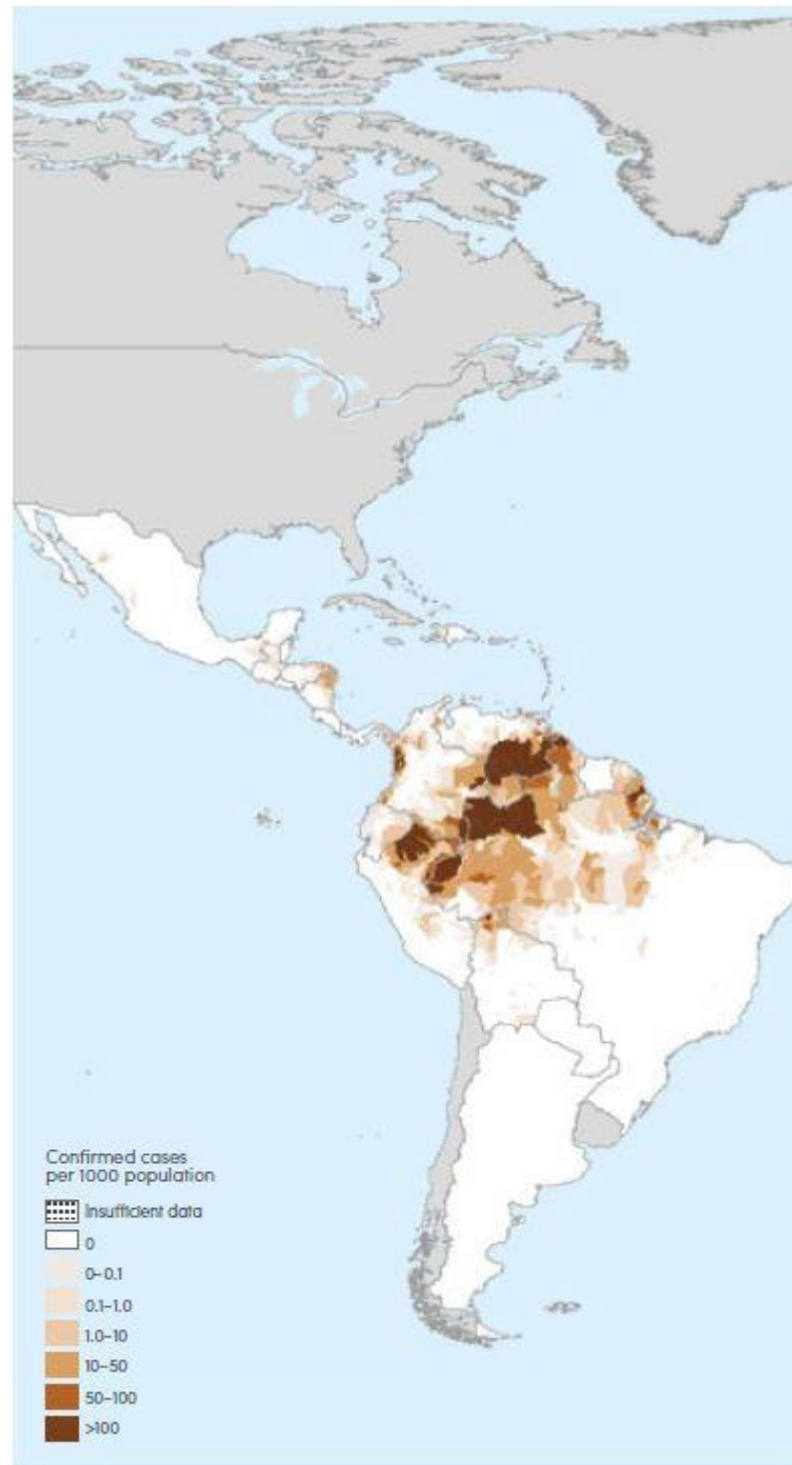 Confirmed cases
per 1000 population
Insufficient data
0
0–0.1
0.1–1.0
1.0–10
10–50
50–100
>100